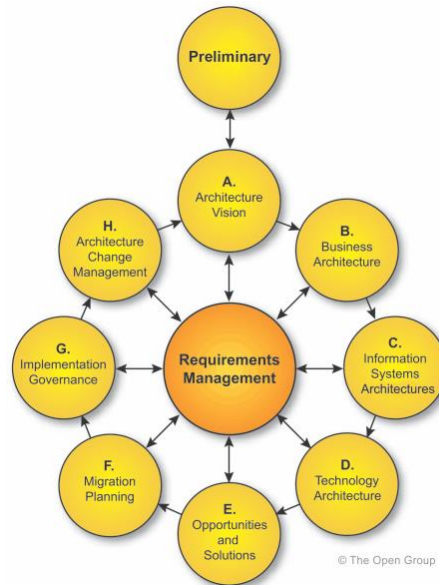 Preliminary
A.
Architecture
Vision
B.
Business
Architecture
C.
Information
Systems
Architectures
D.
Technology
Architecture
E.
Opportunities
and
Solutions
F.
Migration
Planning
G.
Implementation
Governance
H.
Architecture
Change
Management
Requirements
Management
© The Open Group